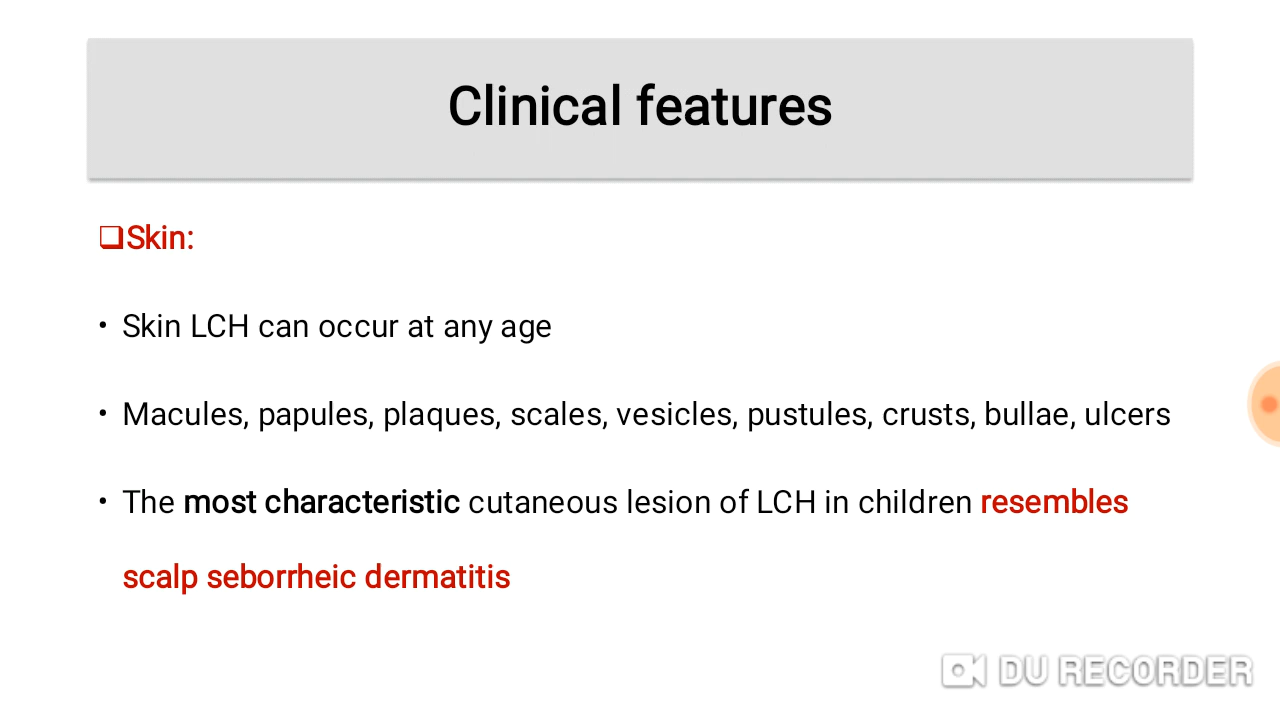 Clinical features
❑Skin:
• Skin LCH can occur at any age
• Macules, papules, plaques, scales, vesicles, pustules, crusts, bullae, ulcers
• The most characteristic cutaneous lesion of LCH in children resembles
scalp seborrheic dermatitis
DU RECORDER